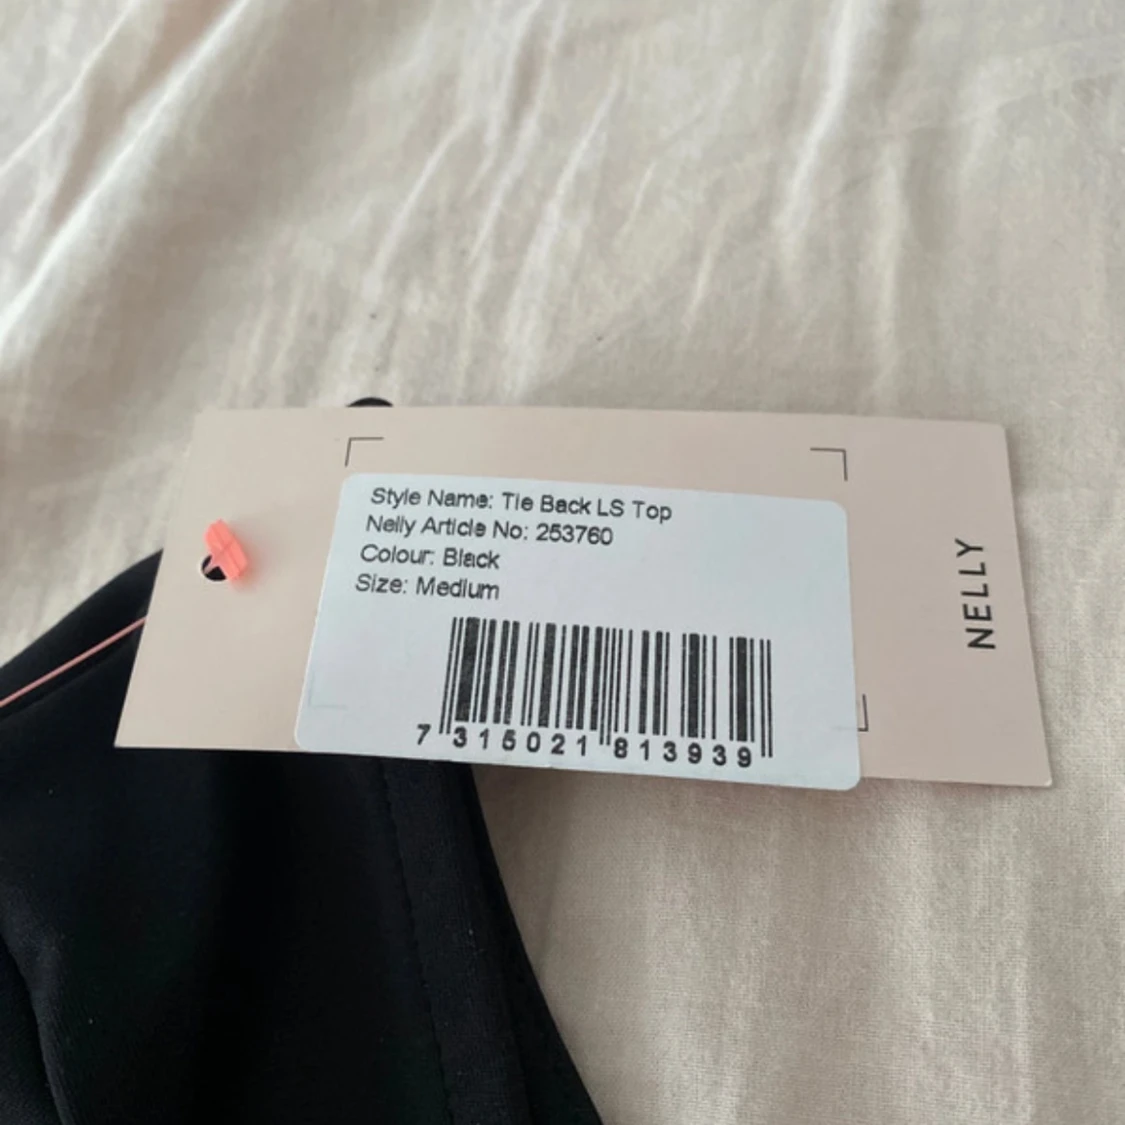 Style Name: Tie Back LS Top
Nelly Article No: 253760
Colour: Black
Size: Medium
7 315021 813939
NELLY